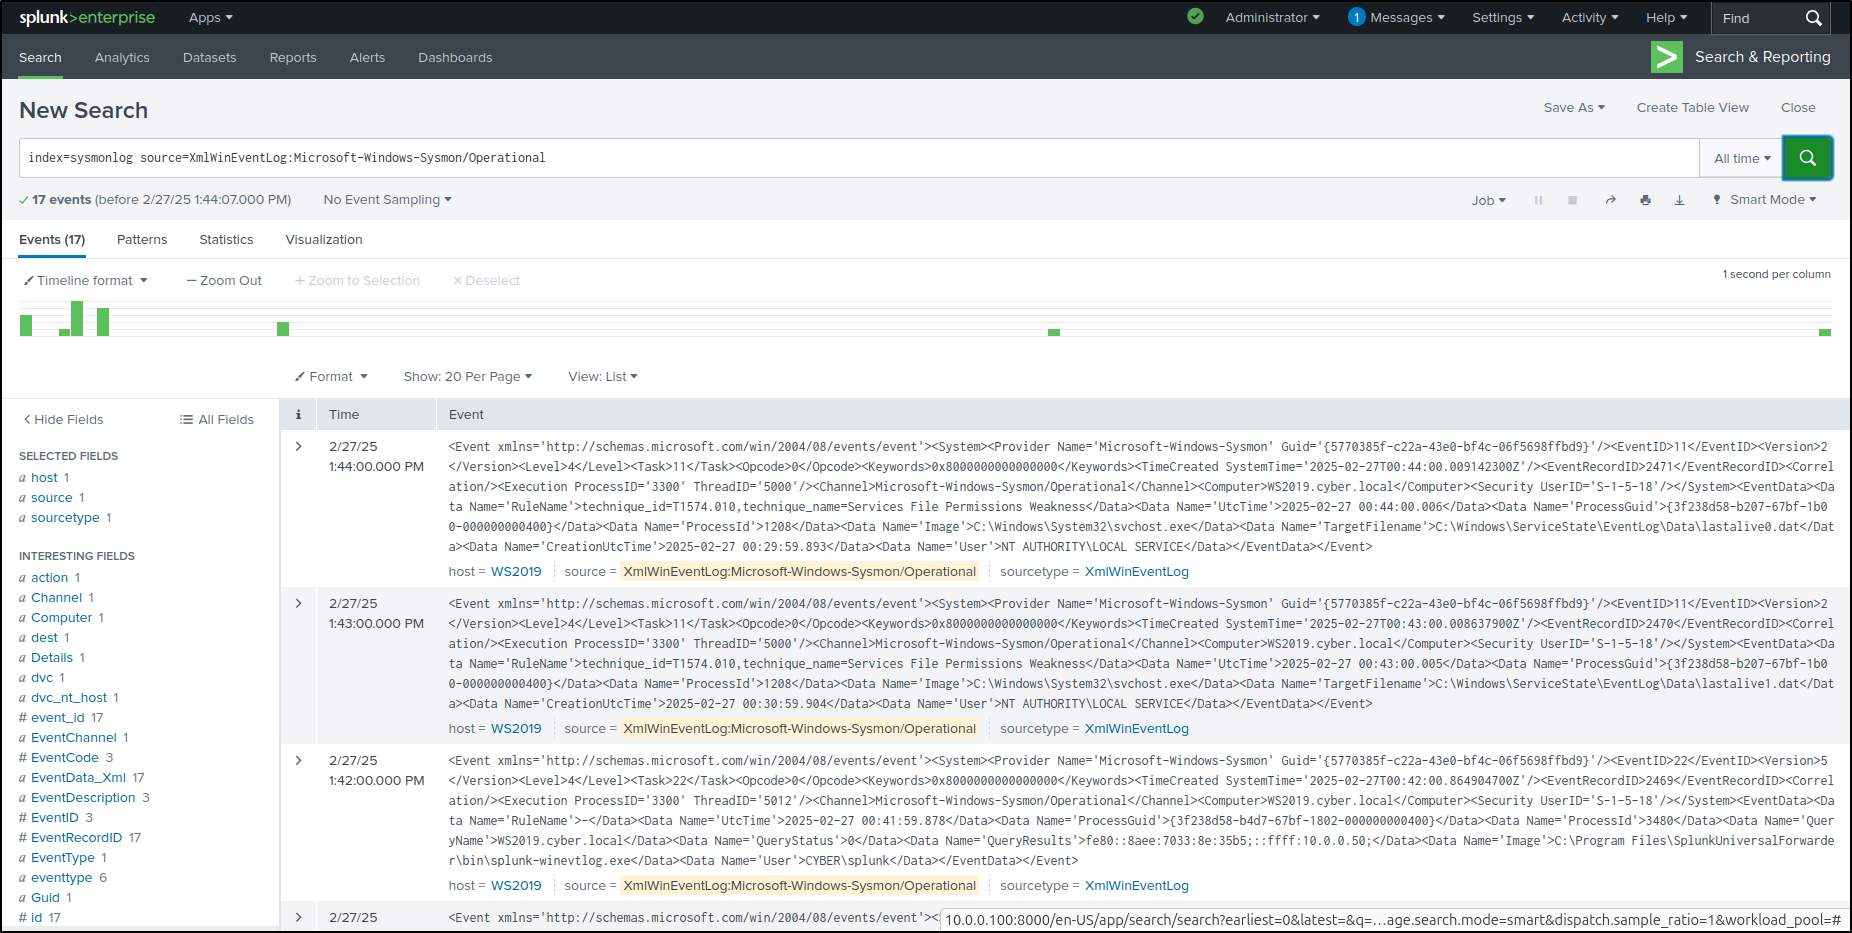 splunk>enterprise Apps Administrator 1 Messages Settings Activity Help Find
Search Analytics Datasets Reports Alerts Dashboards Search & Reporting
New Search Save As Create Table View Close
index=sysmonlog source=XmlWinEventLog:Microsoft-Windows-Sysmon/Operational All time
17 events (before 2/27/25 1:44:07.000 PM) No Event Sampling Job Smart Mode
Events (17) Patterns Statistics Visualization
Timeline format — Zoom Out + Zoom to Selection × Deselect 1 second per column
Format Show: 20 Per Page View: List
Hide Fields All Fields
SELECTED FIELDS
a host 1
a source 1
a sourcetype 1
INTERESTING FIELDS
a action 1
a Channel 1
a Computer 1
a dest 1
a Details 1
a dvc 1
a dvc_nt_host 1
# event_id 17
a EventChannel 1
# EventCode 3
a EventData_Xml 17
a EventDescription 3
# EventID 3
# EventRecordID 17
a EventType 1
a eventtype 6
a Guid 1
# id 17
i Time Event
2/27/25
1:44:00.000 PM
<Event xmlns='http://schemas.microsoft.com/win/2004/08/events/event'><System><Provider Name='Microsoft-Windows-Sysmon' Guid='{5770385f-c22a-43e0-bf4c-06f5698ffbd9}'/><EventID>11</EventID><Version>2
</Version><Level>4</Level><Task>11</Task><Opcode>0</Opcode><Keywords>0x8000000000000000</Keywords><TimeCreated SystemTime='2025-02-27T00:44:00.009142300Z'/><EventRecordID>2471</EventRecordID><Correl
ation/><Execution ProcessID='3300' ThreadID='5000'/><Channel>Microsoft-Windows-Sysmon/Operational</Channel><Computer>WS2019.cyber.local</Computer><Security UserID='S-1-5-18'/></System><EventData><Da
ta Name='RuleName'>technique_id=T1574.010,technique_name=Services File Permissions Weakness</Data><Data Name='UtcTime'>2025-02-27 00:44:00.006</Data><Data Name='ProcessGuid'>{3f238d58-b207-67bf-1b0
0-000000000400}</Data><Data Name='ProcessId'>1208</Data><Data Name='Image'>C:\Windows\System32\svchost.exe</Data><Data Name='TargetFilename'>C:\Windows\ServiceState\EventLog\Data\lastalive0.dat</Dat
a><Data Name='CreationUtcTime'>2025-02-27 00:29:59.893</Data><Data Name='User'>NT AUTHORITY\LOCAL SERVICE</Data></EventData></Event>
host = WS2019 source = XmlWinEventLog:Microsoft-Windows-Sysmon/Operational sourcetype = XmlWinEventLog
2/27/25
1:43:00.000 PM
<Event xmlns='http://schemas.microsoft.com/win/2004/08/events/event'><System><Provider Name='Microsoft-Windows-Sysmon' Guid='{5770385f-c22a-43e0-bf4c-06f5698ffbd9}'/><EventID>11</EventID><Version>2
</Version><Level>4</Level><Task>11</Task><Opcode>0</Opcode><Keywords>0x8000000000000000</Keywords><TimeCreated SystemTime='2025-02-27T00:43:00.008637900Z'/><EventRecordID>2470</EventRecordID><Correl
ation/><Execution ProcessID='3300' ThreadID='5000'/><Channel>Microsoft-Windows-Sysmon/Operational</Channel><Computer>WS2019.cyber.local</Computer><Security UserID='S-1-5-18'/></System><EventData><Da
ta Name='RuleName'>technique_id=T1574.010,technique_name=Services File Permissions Weakness</Data><Data Name='UtcTime'>2025-02-27 00:43:00.005</Data><Data Name='ProcessGuid'>{3f238d58-b207-67bf-1b0
0-000000000400}</Data><Data Name='ProcessId'>1208</Data><Data Name='Image'>C:\Windows\System32\svchost.exe</Data><Data Name='TargetFilename'>C:\Windows\ServiceState\EventLog\Data\lastalive1.dat</Dat
a><Data Name='CreationUtcTime'>2025-02-27 00:30:59.904</Data><Data Name='User'>NT AUTHORITY\LOCAL SERVICE</Data></EventData></Event>
host = WS2019 source = XmlWinEventLog:Microsoft-Windows-Sysmon/Operational sourcetype = XmlWinEventLog
2/27/25
1:42:00.000 PM
<Event xmlns='http://schemas.microsoft.com/win/2004/08/events/event'><System><Provider Name='Microsoft-Windows-Sysmon' Guid='{5770385f-c22a-43e0-bf4c-06f5698ffbd9}'/><EventID>22</EventID><Version>5
</Version><Level>4</Level><Task>22</Task><Opcode>0</Opcode><Keywords>0x8000000000000000</Keywords><TimeCreated SystemTime='2025-02-27T00:42:00.864904700Z'/><EventRecordID>2469</EventRecordID><Correl
ation/><Execution ProcessID='3300' ThreadID='5012'/><Channel>Microsoft-Windows-Sysmon/Operational</Channel><Computer>WS2019.cyber.local</Computer><Security UserID='S-1-5-18'/></System><EventData><Da
ta Name='RuleName'>-</Data><Data Name='UtcTime'>2025-02-27 00:41:59.878</Data><Data Name='ProcessGuid'>{3f238d58-b4d7-67bf-1802-000000000400}</Data><Data Name='ProcessId'>3480</Data><Data Name='Quer
yName'>WS2019.cyber.local</Data><Data Name='QueryStatus'>0</Data><Data Name='QueryResults'>fe80::8aee:7033:8e:35b5;::ffff:10.0.0.50;</Data><Data Name='Image'>C:\Program Files\SplunkUniversalForwarde
r\bin\splunk-winevtlog.exe</Data><Data Name='User'>CYBER\splunk</Data></EventData></Event>
host = WS2019 source = XmlWinEventLog:Microsoft-Windows-Sysmon/Operational sourcetype = XmlWinEventLog
2/27/25
<Event xmlns='http://schemas.microsoft.com/win/2004/08/events/event'><
10.0.0.100:8000/en-US/app/search/search?earliest=0&latest=&q=…age.search.mode=smart&dispatch.sample_ratio=1&workload_pool=#